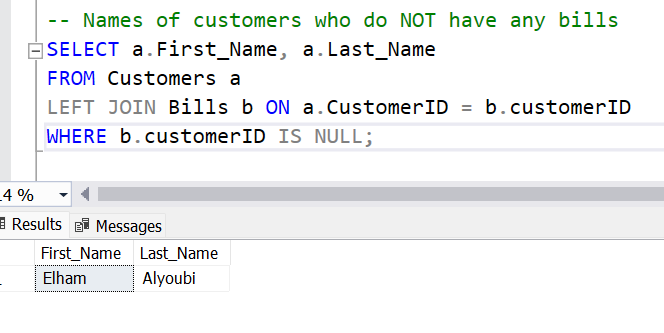 -- Names of customers who do NOT have any bills
SELECT a.First_Name, a.Last_Name
FROM Customers a
LEFT JOIN Bills b ON a.CustomerID = b.customerID
WHERE b.customerID IS NULL;
4 %
Results Messages
First_Name Last_Name
Elham Alyoubi